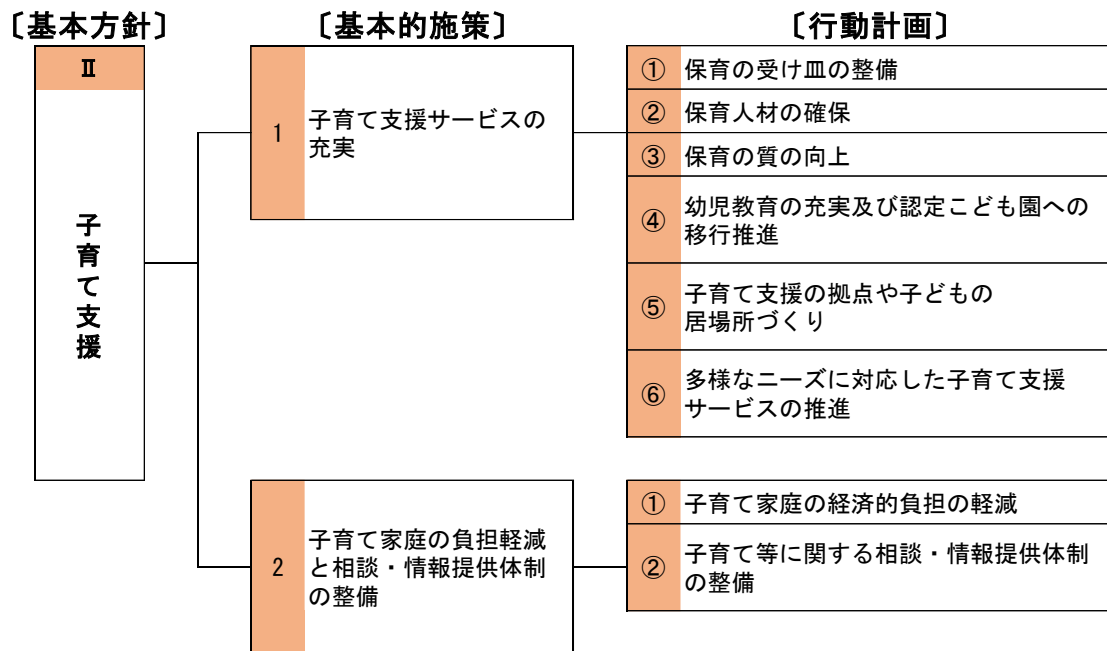 〔基本方針〕
〔基本的施策〕
〔行動計画〕
Ⅱ
子育て支援
1
子育て支援サービスの
充実
① 保育の受け皿の整備
② 保育人材の確保
③ 保育の質の向上
④ 幼児教育の充実及び認定こども園への
移行推進
⑤ 子育て支援の拠点や子どもの
居場所づくり
⑥ 多様なニーズに対応した子育て支援
サービスの推進
2
子育て家庭の負担軽減
と相談・情報提供体制
の整備
① 子育て家庭の経済的負担の軽減
② 子育て等に関する相談・情報提供体制
の整備